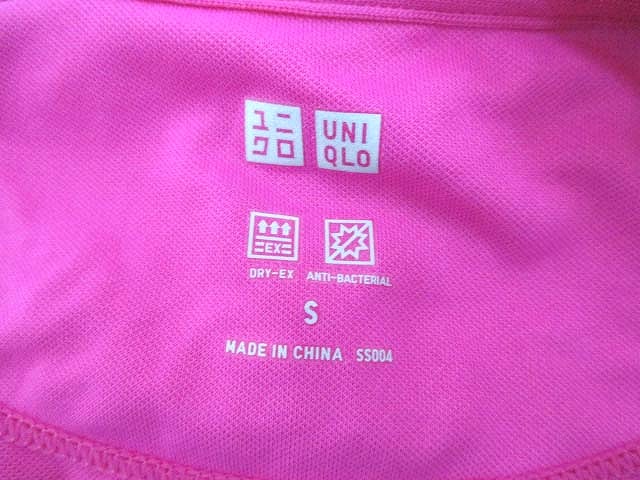 ユニ
クロ
UNI
QLO
EX
DRY-EX
ANTI-BACTERIAL
S
MADE IN CHINA SS004